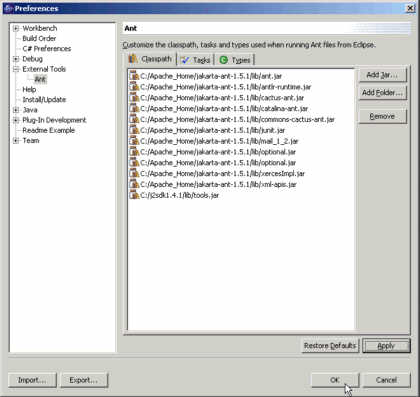 Preferences
Workbench
Build Order
C# Preferences
Debug
External Tools
Ant
Help
Install/Update
Java
Plug-In Development
Readme Example
Team
Ant
Customize the classpath, tasks and types used when running Ant files from Eclipse.
Classpath Tasks Types
C:/Apache_Home/jakarta-ant-1.5.1/lib/ant.jar
C:/Apache_Home/jakarta-ant-1.5.1/lib/antlr-runtime.jar
C:/Apache_Home/jakarta-ant-1.5.1/lib/cactus-ant.jar
C:/Apache_Home/jakarta-ant-1.5.1/lib/catalina-ant.jar
C:/Apache_Home/jakarta-ant-1.5.1/lib/commons-cactus-ant.jar
C:/Apache_Home/jakarta-ant-1.5.1/lib/junit.jar
C:/Apache_Home/jakarta-ant-1.5.1/lib/mail_1_2.jar
C:/Apache_Home/jakarta-ant-1.5.1/lib/optional.jar
C:/Apache_Home/jakarta-ant-1.5.1/lib/optional.jar
C:/Apache_Home/jakarta-ant-1.5.1/lib/xercesImpl.jar
C:/Apache_Home/jakarta-ant-1.5.1/lib/xml-apis.jar
C:/j2sdk1.4.1/lib/tools.jar
Add Jar...
Add Folder...
Remove
Restore Defaults Apply
Import... Export... OK Cancel